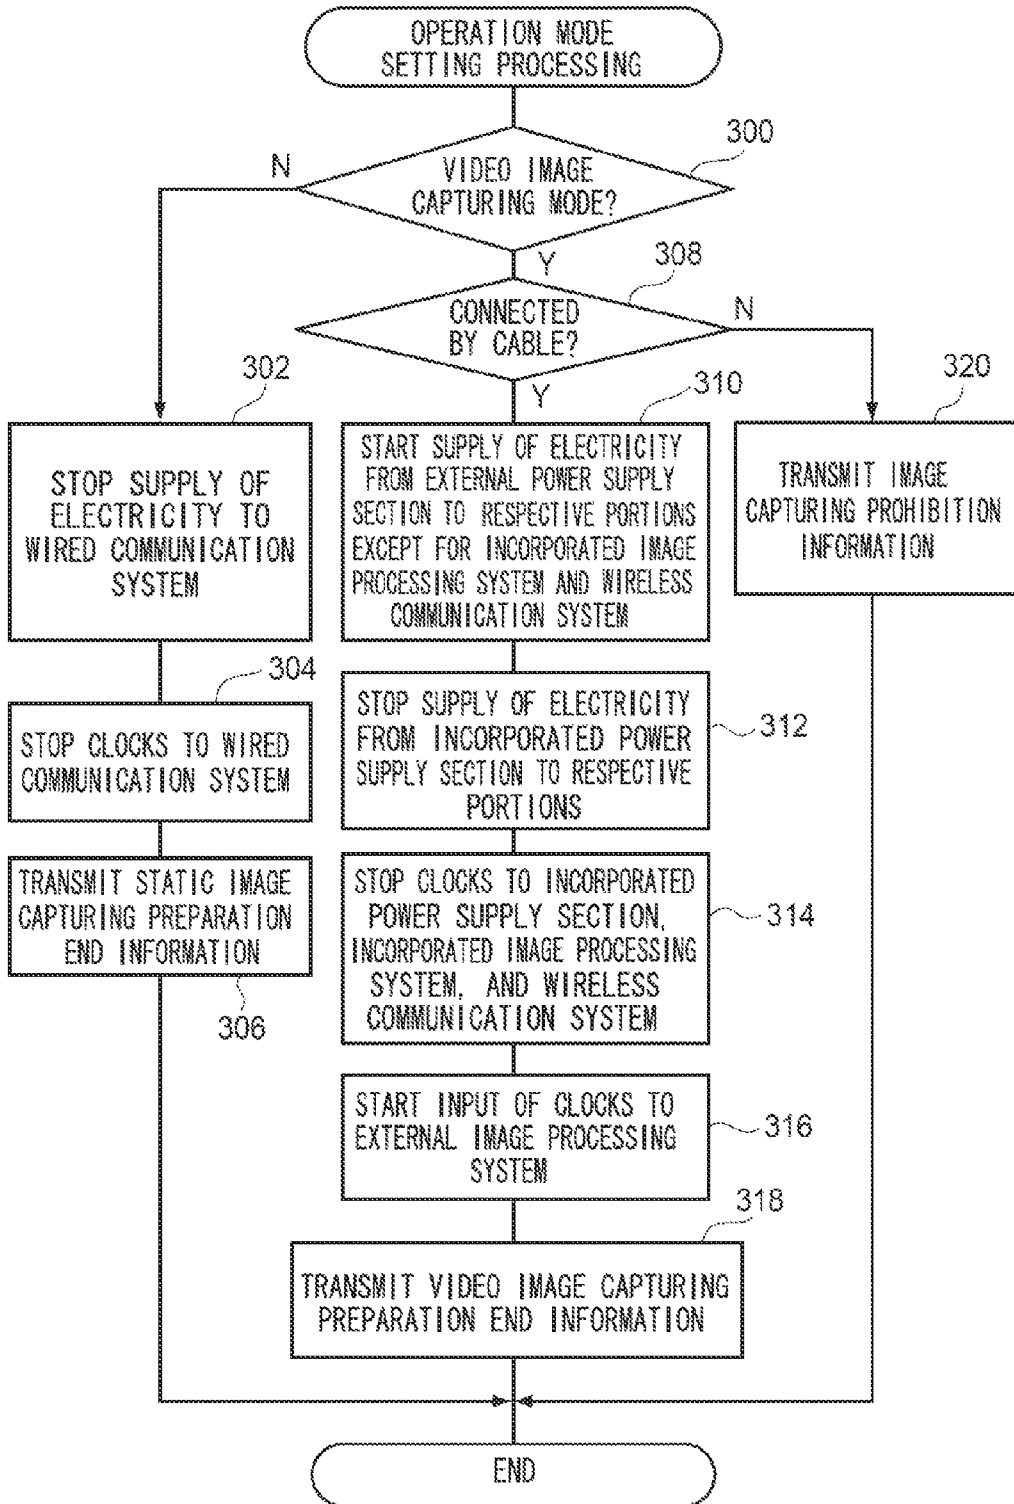 OPERATION MODE
SETTING PROCESSING
300
N
VIDEO IMAGE
CAPTURING MODE?
Y
308
CONNECTED
BY CABLE?
N
Y
302
STOP SUPPLY OF
ELECTRICITY TO
WIRED COMMUNICATION
SYSTEM
304
STOP CLOCKS TO WIRED
COMMUNICATION
SYSTEM
TRANSMIT STATIC IMAGE
CAPTURING PREPARATION
END INFORMATION
306
310
START SUPPLY OF ELECTRICITY
FROM EXTERNAL POWER SUPPLY
SECTION TO RESPECTIVE PORTIONS
EXCEPT FOR INCORPORATED IMAGE
PROCESSING SYSTEM AND WIRELESS
COMMUNICATION SYSTEM
STOP SUPPLY OF ELECTRICITY
FROM INCORPORATED POWER
SUPPLY SECTION TO RESPECTIVE
PORTIONS
312
STOP CLOCKS TO INCORPORATED
POWER SUPPLY SECTION,
INCORPORATED IMAGE PROCESSING
SYSTEM, AND WIRELESS
COMMUNICATION SYSTEM
314
START INPUT OF CLOCKS TO
EXTERNAL IMAGE PROCESSING
SYSTEM
316
318
TRANSMIT VIDEO IMAGE CAPTURING
PREPARATION END INFORMATION
320
TRANSMIT IMAGE
CAPTURING PROHIBITION
INFORMATION
END